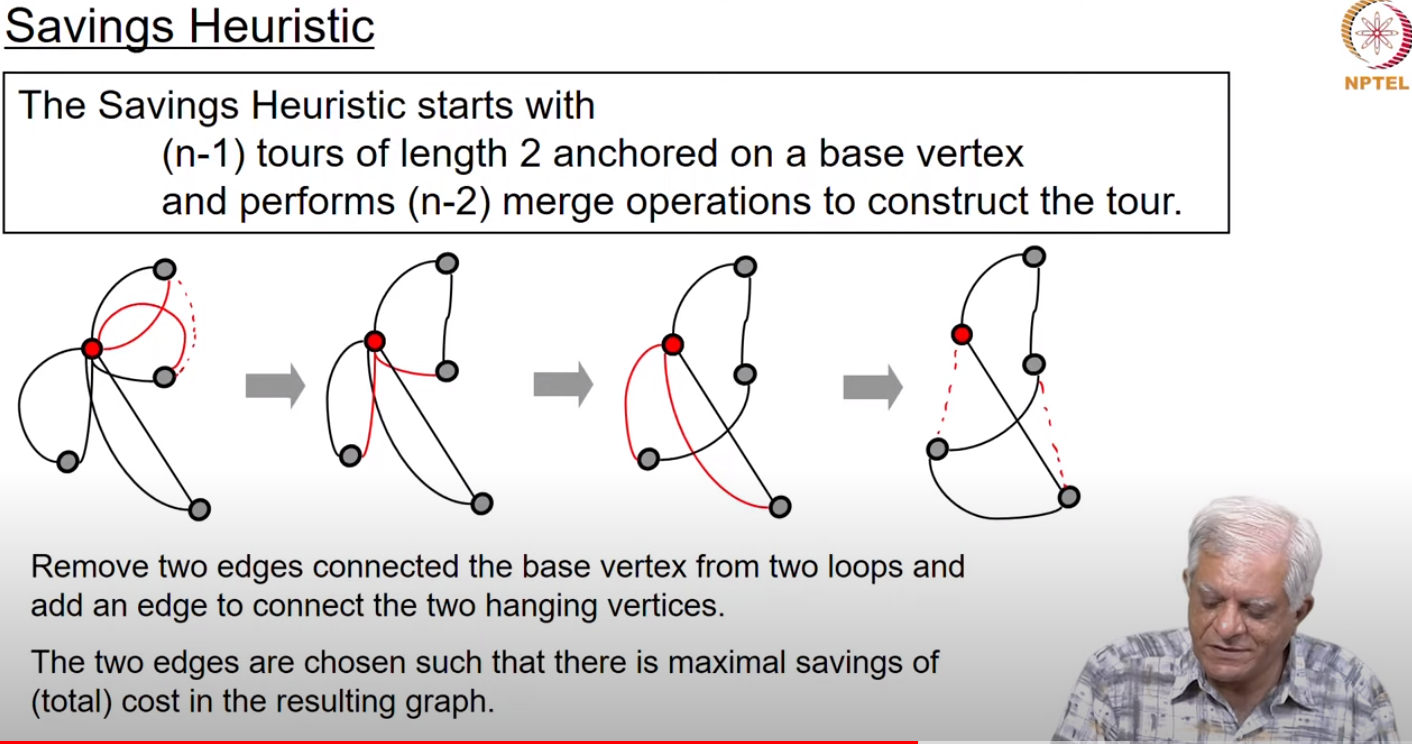 Savings Heuristic
NPTEL
The Savings Heuristic starts with
(n-1) tours of length 2 anchored on a base vertex
and performs (n-2) merge operations to construct the tour.
Remove two edges connected the base vertex from two loops and
add an edge to connect the two hanging vertices.
The two edges are chosen such that there is maximal savings of
(total) cost in the resulting graph.